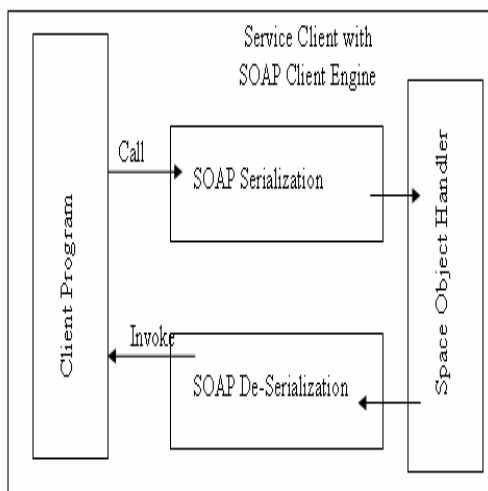 Service Client with
SOAP Client Engine
Client Program
Call
SOAP Serialization
Space Object Handler
Invoke
SOAP De-Serialization